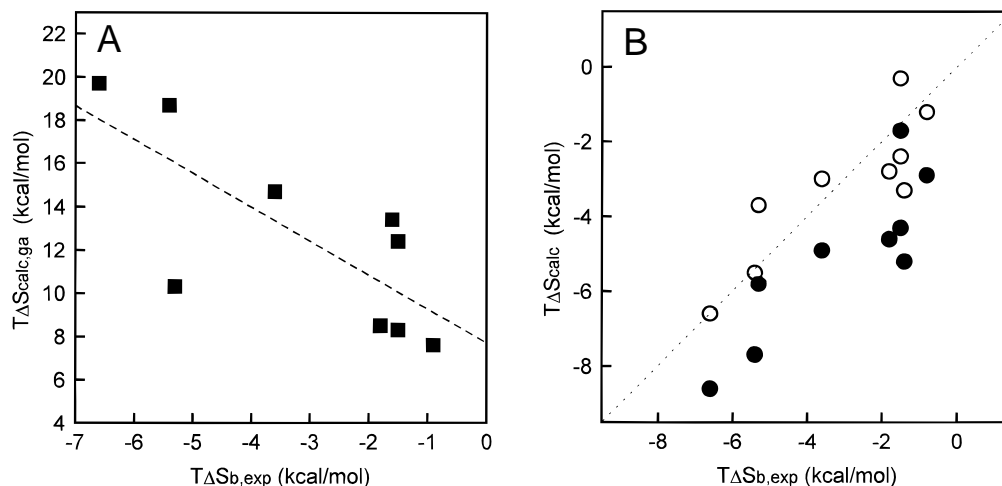 A
22
20
18
16
14
12
10
8
6
4
TΔScalc,ga (kcal/mol)
-7 -6 -5 -4 -3 -2 -1 0
TΔSb,exp (kcal/mol)
B
0
-2
-4
-6
-8
TΔScalc (kcal/mol)
-8 -6 -4 -2 0
TΔSb,exp (kcal/mol)